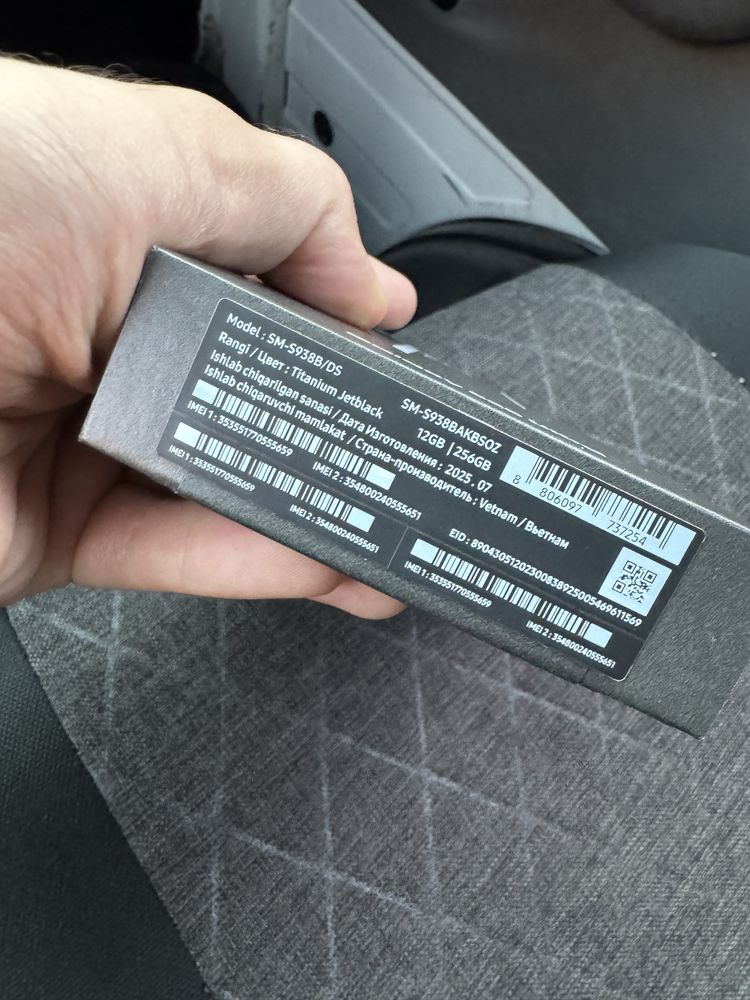 Model : SM-S938B/DS
Rangi / Цвет : Titanium Jetblack
Ishlab chiqarilgan sanasi / Дата Изготовления : 2025. 07
Ishlab chiqaruvchi mamlakat / Страна-производитель : Vetnam / Вьетнам
SM-S938BAKBSOZ
12GB | 256GB
8 806097 737254
IMEI 1 : 353551770555659
IMEI 2 : 354800240555651
EID : 89043051202300838925005469611569
IMEI 1 : 353551770555659
IMEI 2 : 354800240555651
IMEI 1 : 353551770555659
IMEI 2 : 354800240555651